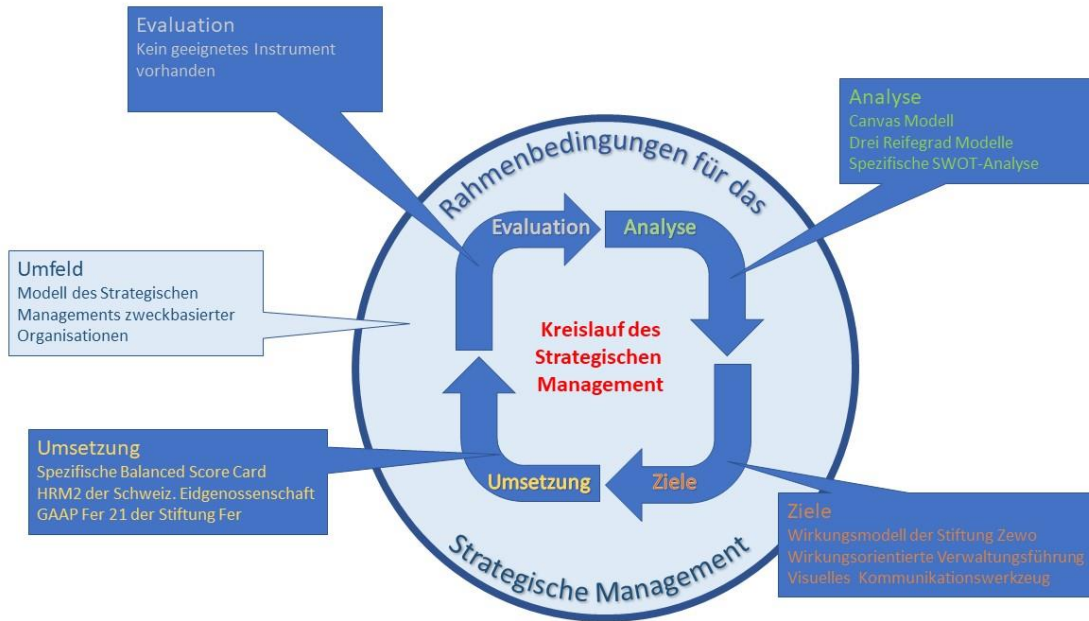 Evaluation
Kein geeignetes Instrument
vorhanden
Analyse
Canvas Modell
Drei Reifegrad Modelle
Spezifische SWOT-Analyse
Rahmenbedingungen für das
Evaluation
Analyse
Umfeld
Modell des Strategischen
Managements zweckbasierter
Organisationen
Kreislauf des
Strategischen
Management
Umsetzung
Spezifische Balanced Score Card
HRM2 der Schweiz. Eidgenossenschaft
GAAP Fer 21 der Stiftung Fer
Umsetzung
Ziele
Strategische Management
Ziele
Wirkungsmodell der Stiftung Zewo
Wirkungsorientierte Verwaltungsführung
Visuelles Kommunikationswerkzeug